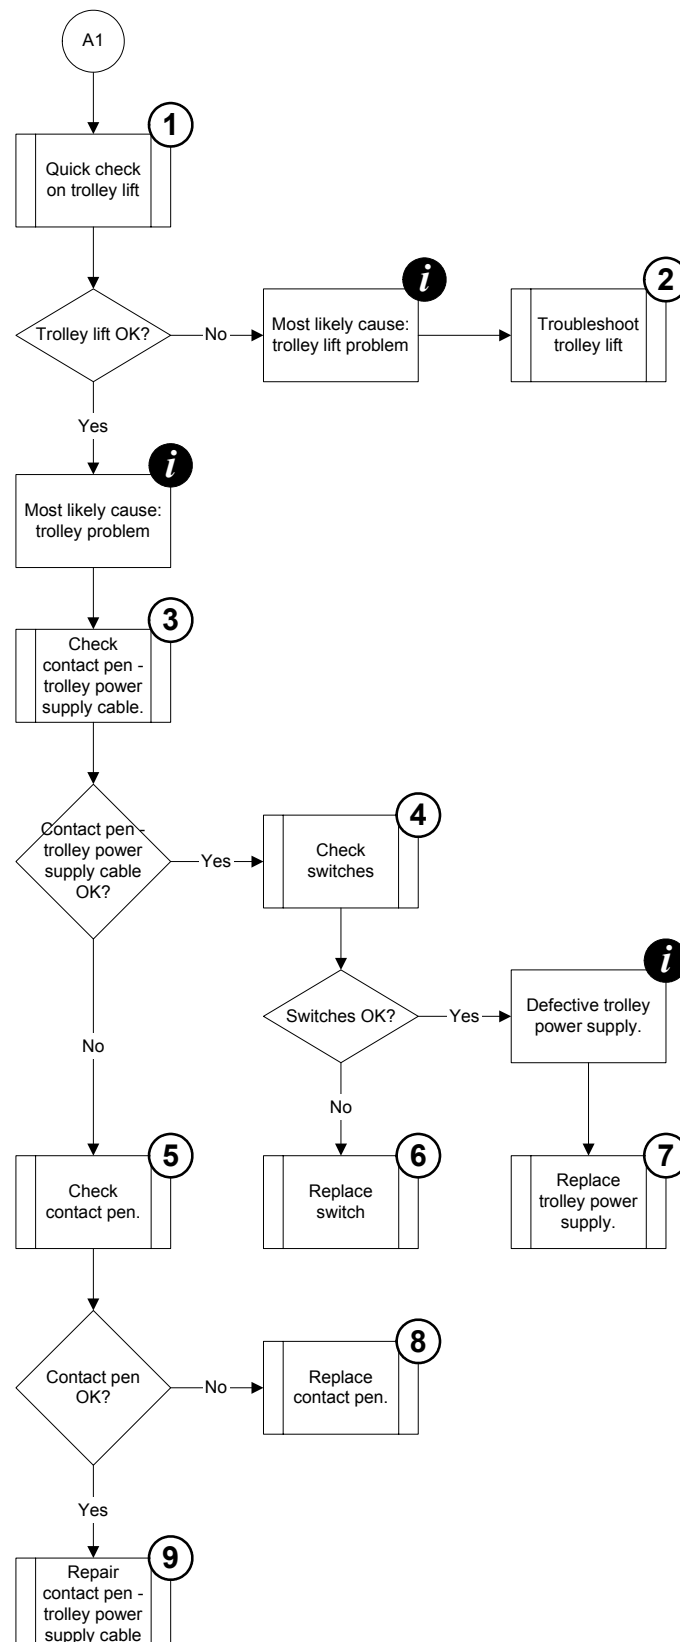 A1
1
Quick check
on trolley lift
Trolley lift OK?
No
i
Most likely cause:
trolley lift problem
2
Troubleshoot
trolley lift
Yes
i
Most likely cause:
trolley problem
3
Check
contact pen -
trolley power
supply cable.
Contact pen -
trolley power
supply cable
OK?
Yes
4
Check
switches
Switches OK?
Yes
i
Defective trolley
power supply.
No
No
5
Check
contact pen.
6
Replace
switch
7
Replace
trolley power
supply.
Contact pen
OK?
No
8
Replace
contact pen.
Yes
9
Repair
contact pen -
trolley power
supply cable